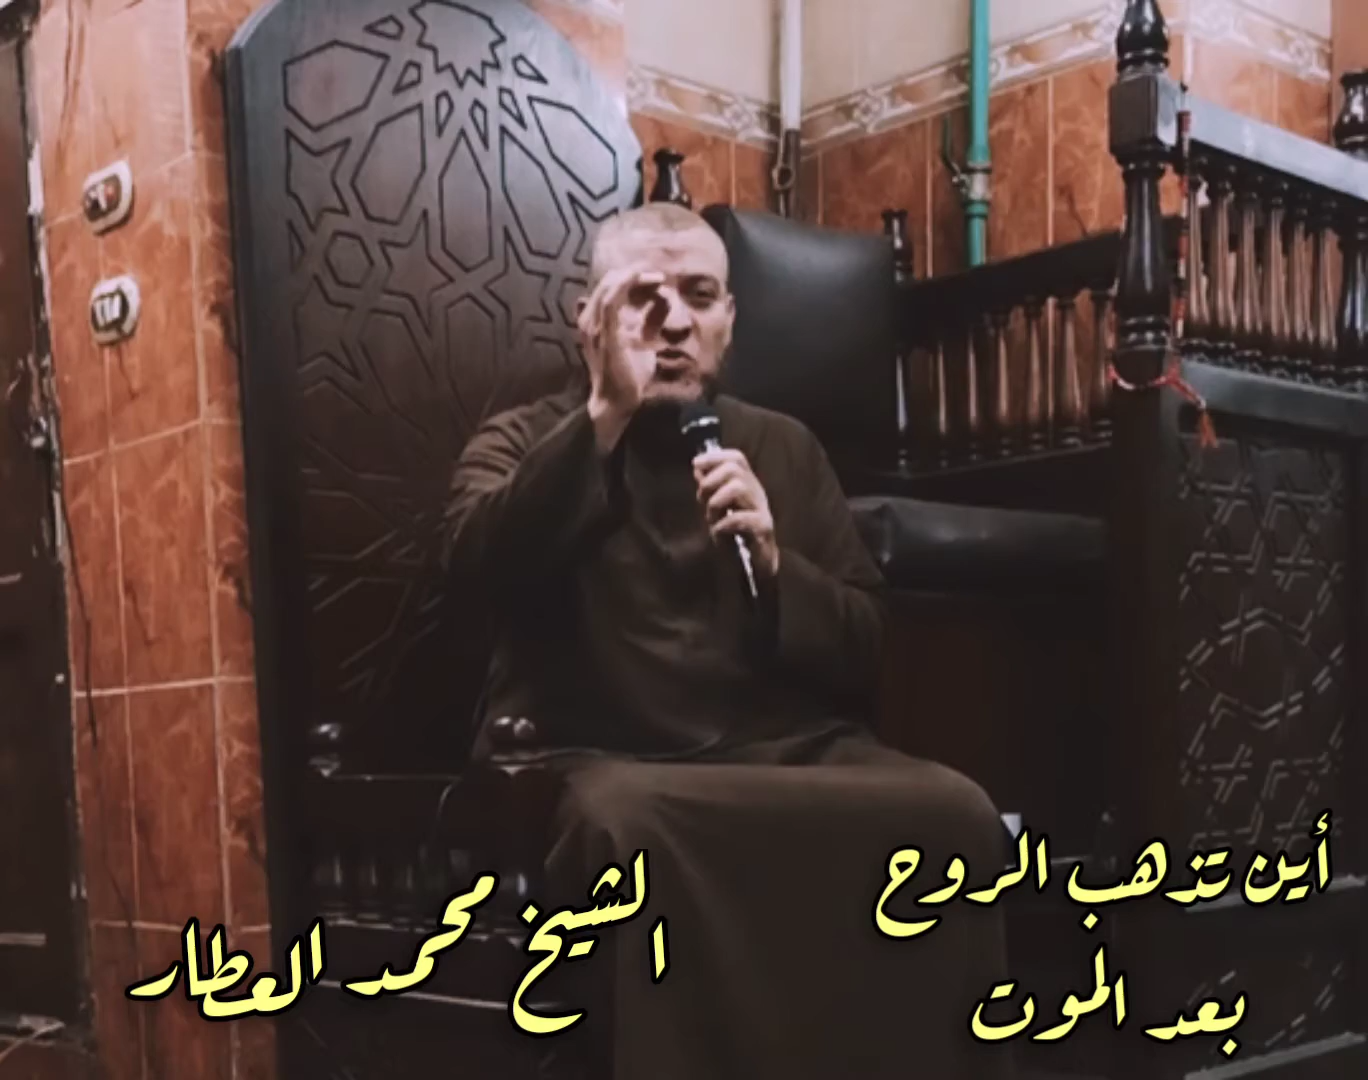 أين تذهب الروح
بعد الموت
الشيخ محمد العطار